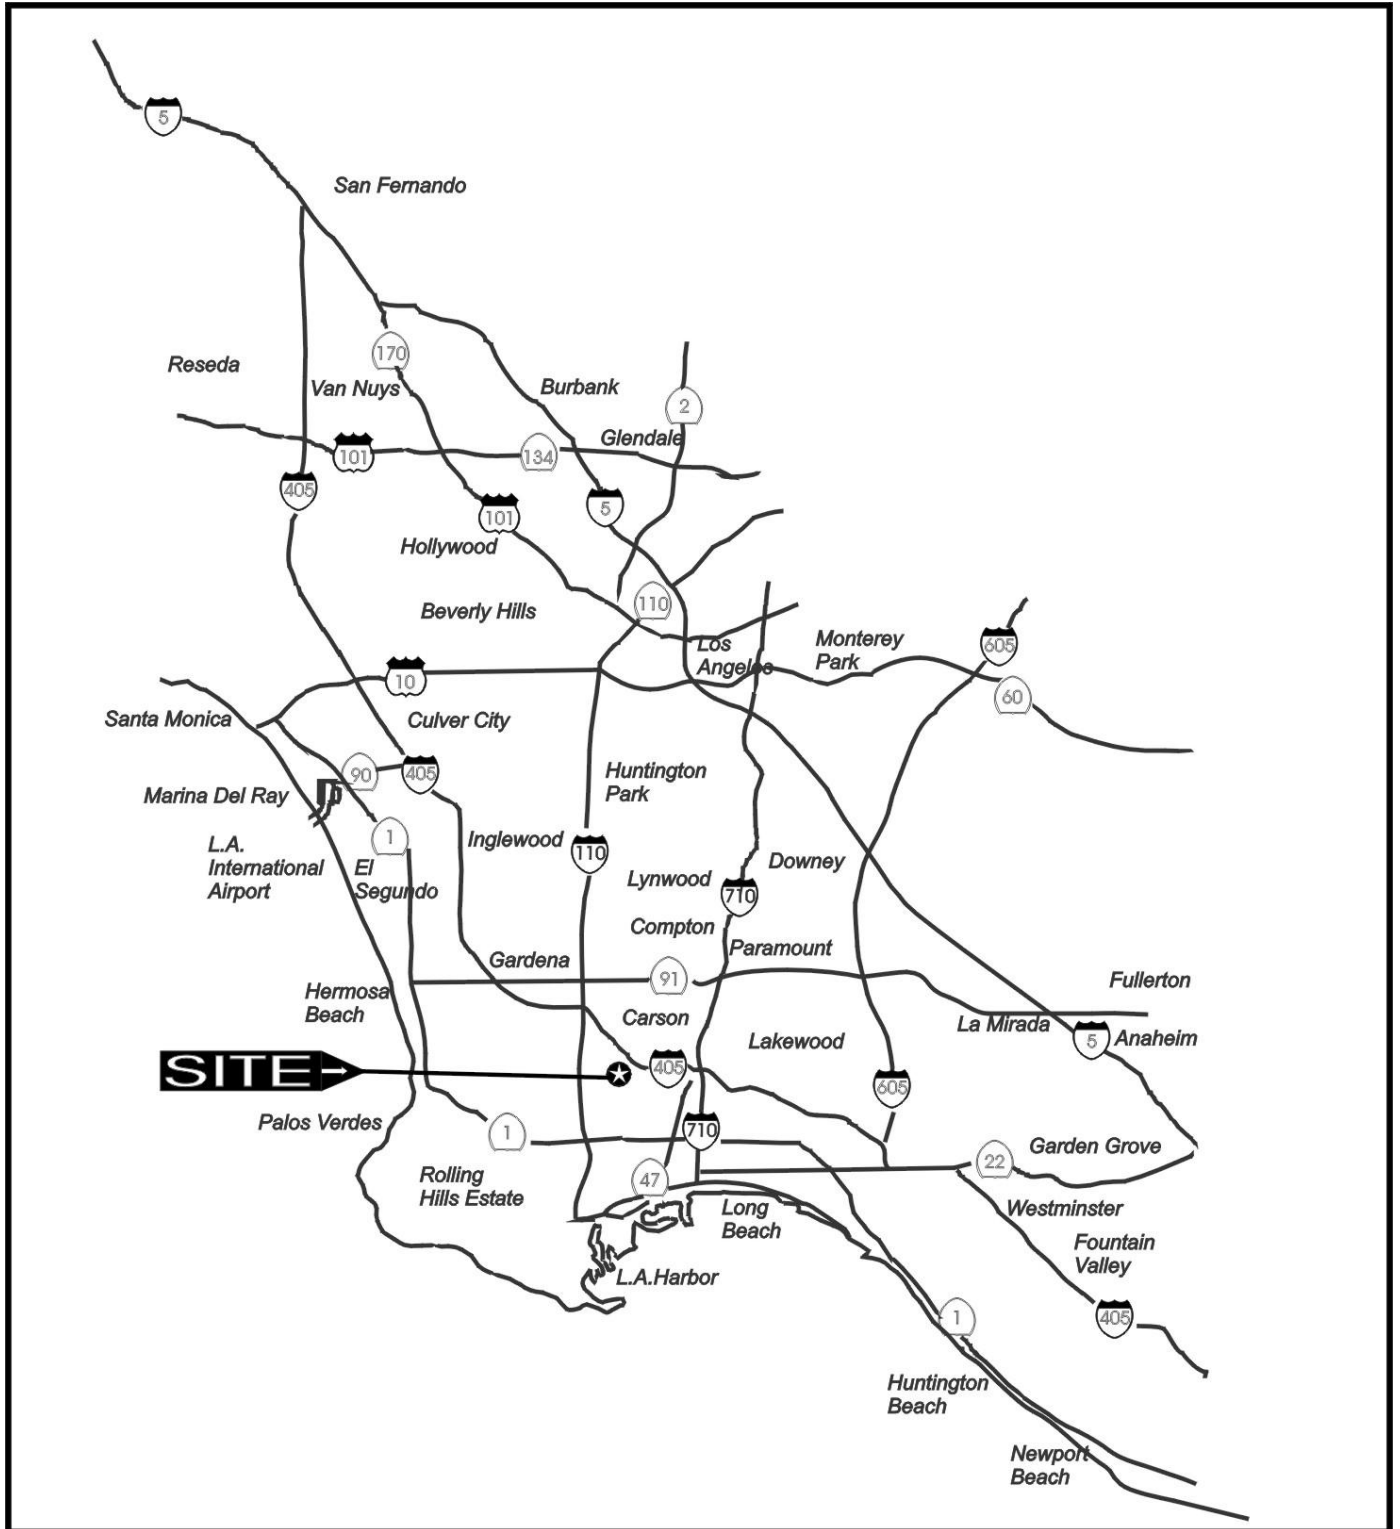 5
San Fernando
170
Reseda
Van Nuys
Burbank
2
Glendale
101
134
405
101
5
Hollywood
110
Beverly Hills
Los
Angeles
Monterey
Park
605
10
60
Santa Monica
Culver City
90
405
Huntington
Park
Marina Del Ray
1
Inglewood
110
L.A.
International
Airport
El
Segundo
Lynwood
710
Downey
Compton
Paramount
Gardena
91
Fullerton
Hermosa
Beach
Carson
La Mirada
Lakewood
5
Anaheim
SITE
405
605
Palos Verdes
1
710
Garden Grove
22
Rolling
Hills Estate
47
Long
Beach
Westminster
Fountain
Valley
L.A.Harbor
1
405
Huntington
Beach
Newport
Beach